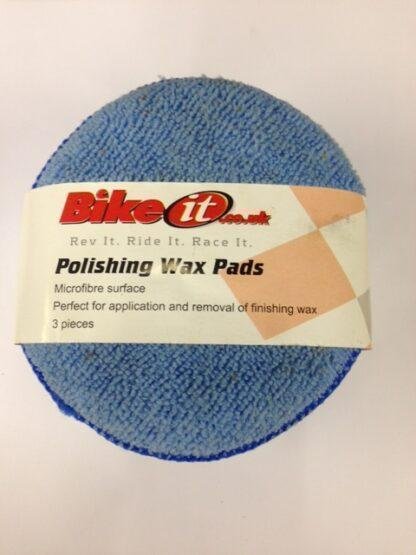 Bike it.co.uk
Rev It. Ride It. Race It.
Polishing Wax Pads
Microfibre surface
Perfect for application and removal of finishing wax
3 pieces